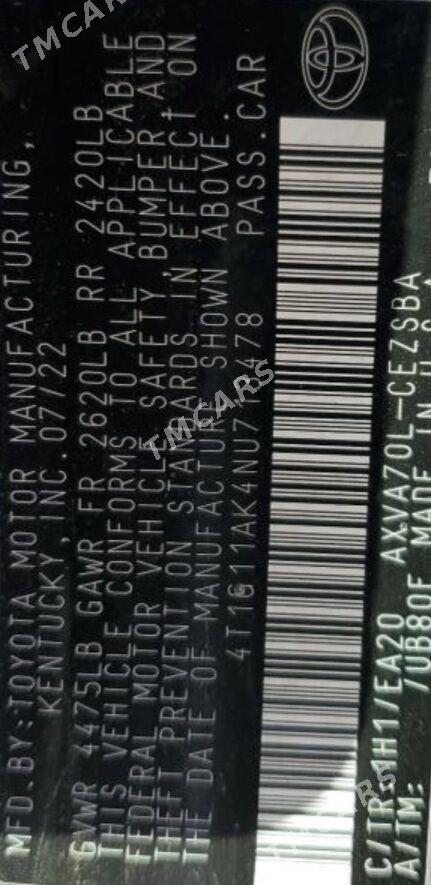 MFD.BY:TOYOTA MOTOR MANUFACTURING,
KENTUCKY,INC.07/22
GVWR 4475LB GAWR FR 2620LB RR 2420LB
THIS VEHICLE CONFORMS TO ALL APPLICABLE
FEDERAL MOTOR VEHICLE SAFETY, BUMPER, AND
THEFT PREVENTION STANDARDS IN EFFECT ON
THE DATE OF MANUFACTURE SHOWN ABOVE.
PASS.CAR
C/TR:1H1/EA20 AXVA70L-CEZSBA
A/TM: /UB80F MADE IN U.S.A.
TMCARS
TMCARS
TMCARS